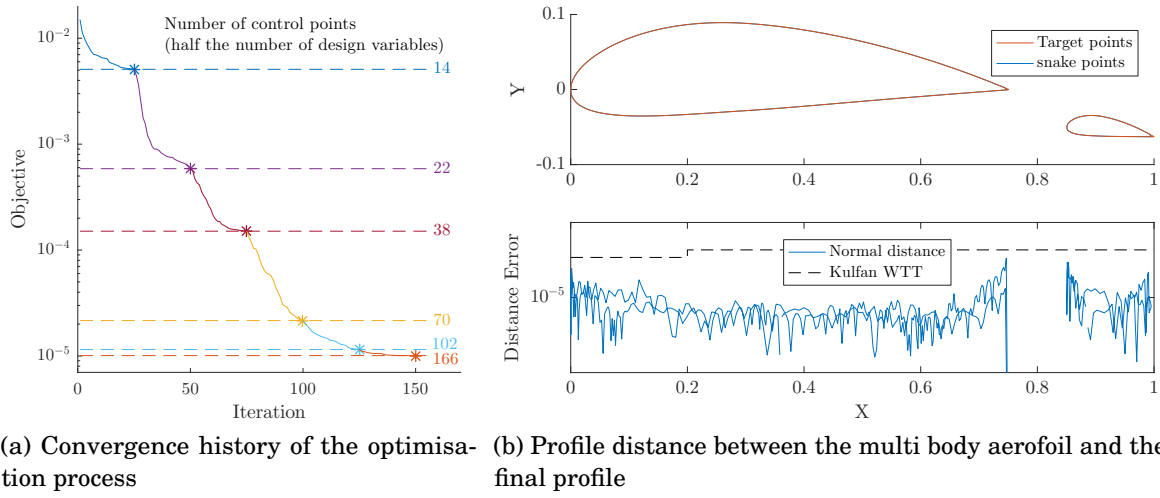 Number of control points
(half the number of design variables)
10^-2
10^-3
10^-4
10^-5
Objective
14
22
38
70
102
166
0
50
100
150
Iteration
0.1
0
-0.1
Y
Target points
snake points
0
0.2
0.4
0.6
0.8
1
Distance Error
10^-5
Normal distance
Kulfan WTT
0
0.2
0.4
0.6
0.8
1
X
(a) Convergence history of the optimisa-
tion process
(b) Profile distance between the multi body aerofoil and the
final profile